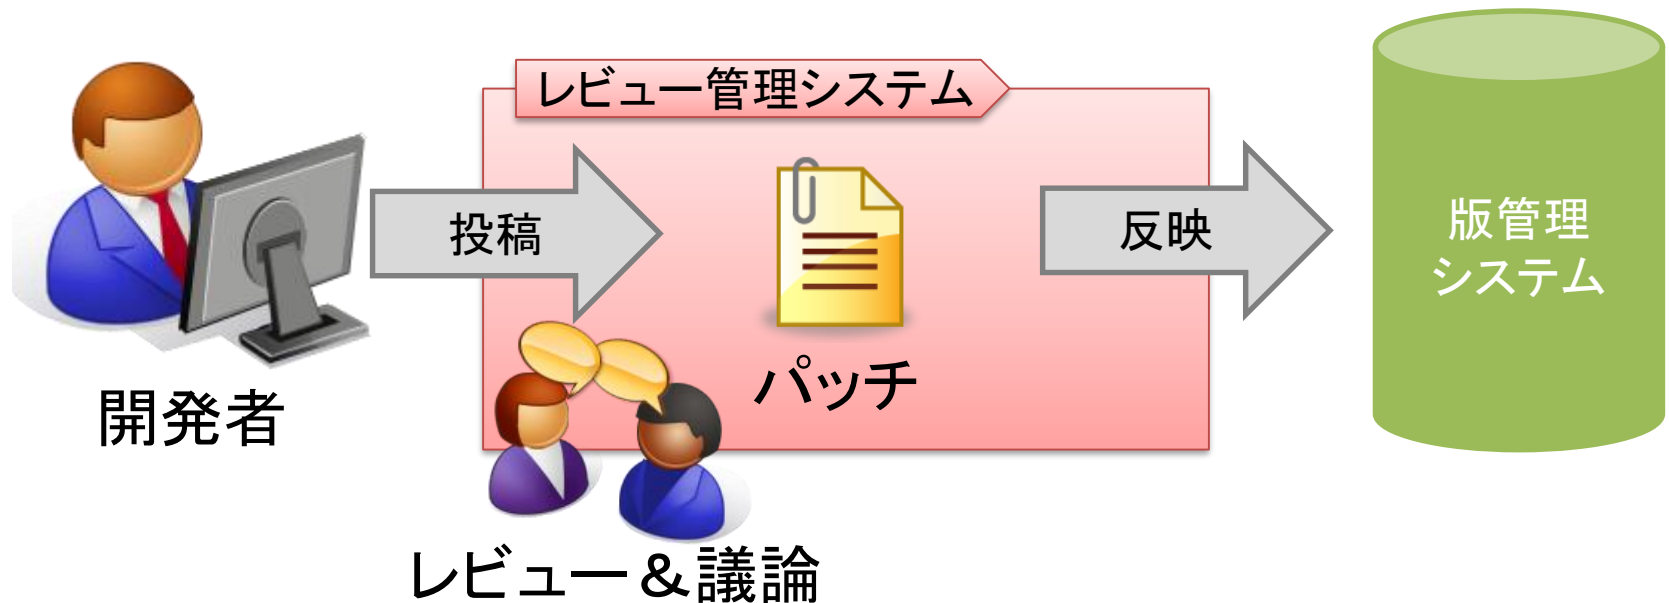 レビュー管理システム
投稿
反映
版管理
システム
パッチ
開発者
レビュー＆議論